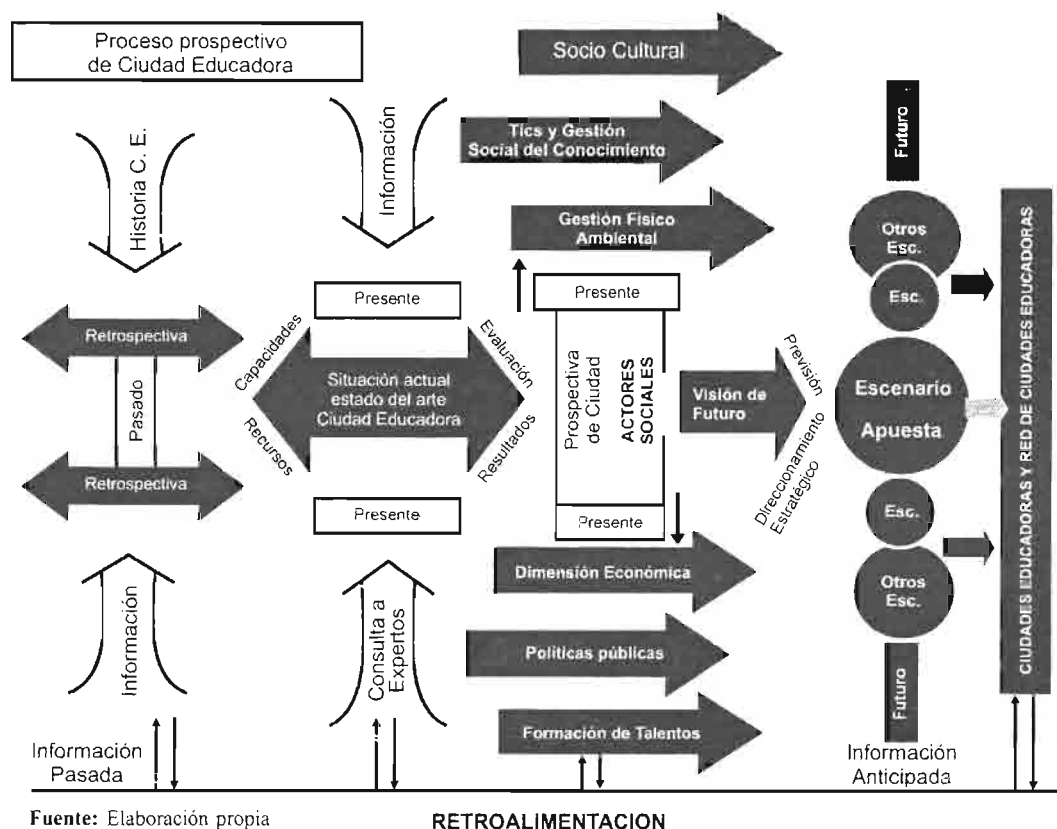 Proceso prospectivo
de Ciudad Educadora
Historia C. E.
Información
Socio Cultural
Tics y Gestión
Social del Conocimiento
Gestión Físico
Ambiental
Futuro
Otros
Esc.
Esc.
Presente
Presente
Retrospectiva
Pasado
Retrospectiva
Capacidades
Recursos
Situación actual
estado del arte
Ciudad Educadora
Evaluación
Resultados
Prospectiva
de Ciudad
ACTORES
SOCIALES
Visión de
Futuro
Previsión
Direccionamiento
Estratégico
Escenario
Apuesta
CIUDADES EDUCADORAS Y RED DE CIUDADES EDUCADORAS
Presente
Presente
Esc.
Otros
Esc.
Futuro
Dimensión Económica
Políticas públicas
Formación de Talentos
Información
Consulta a
Expertos
Información
Pasada
Información
Anticipada
Fuente: Elaboración propia
RETROALIMENTACION